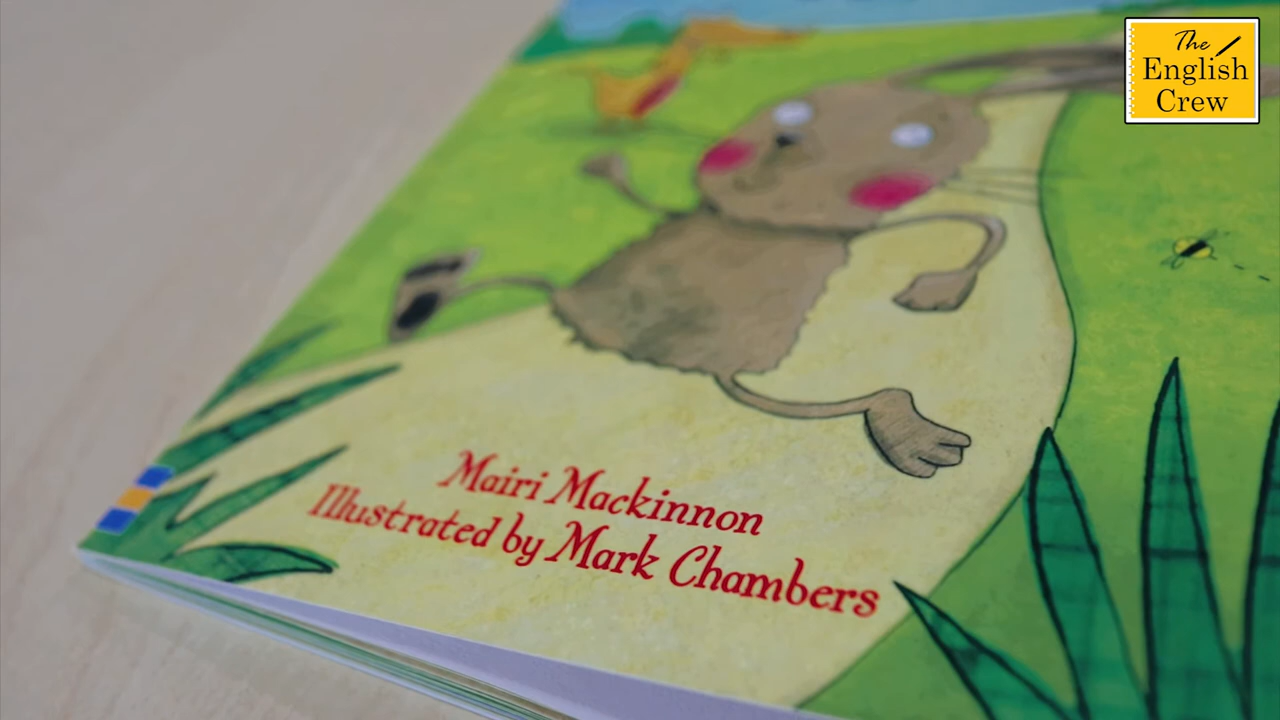 The
English
Crew
Mairi Mackinnon
Illustrated by Mark Chambers